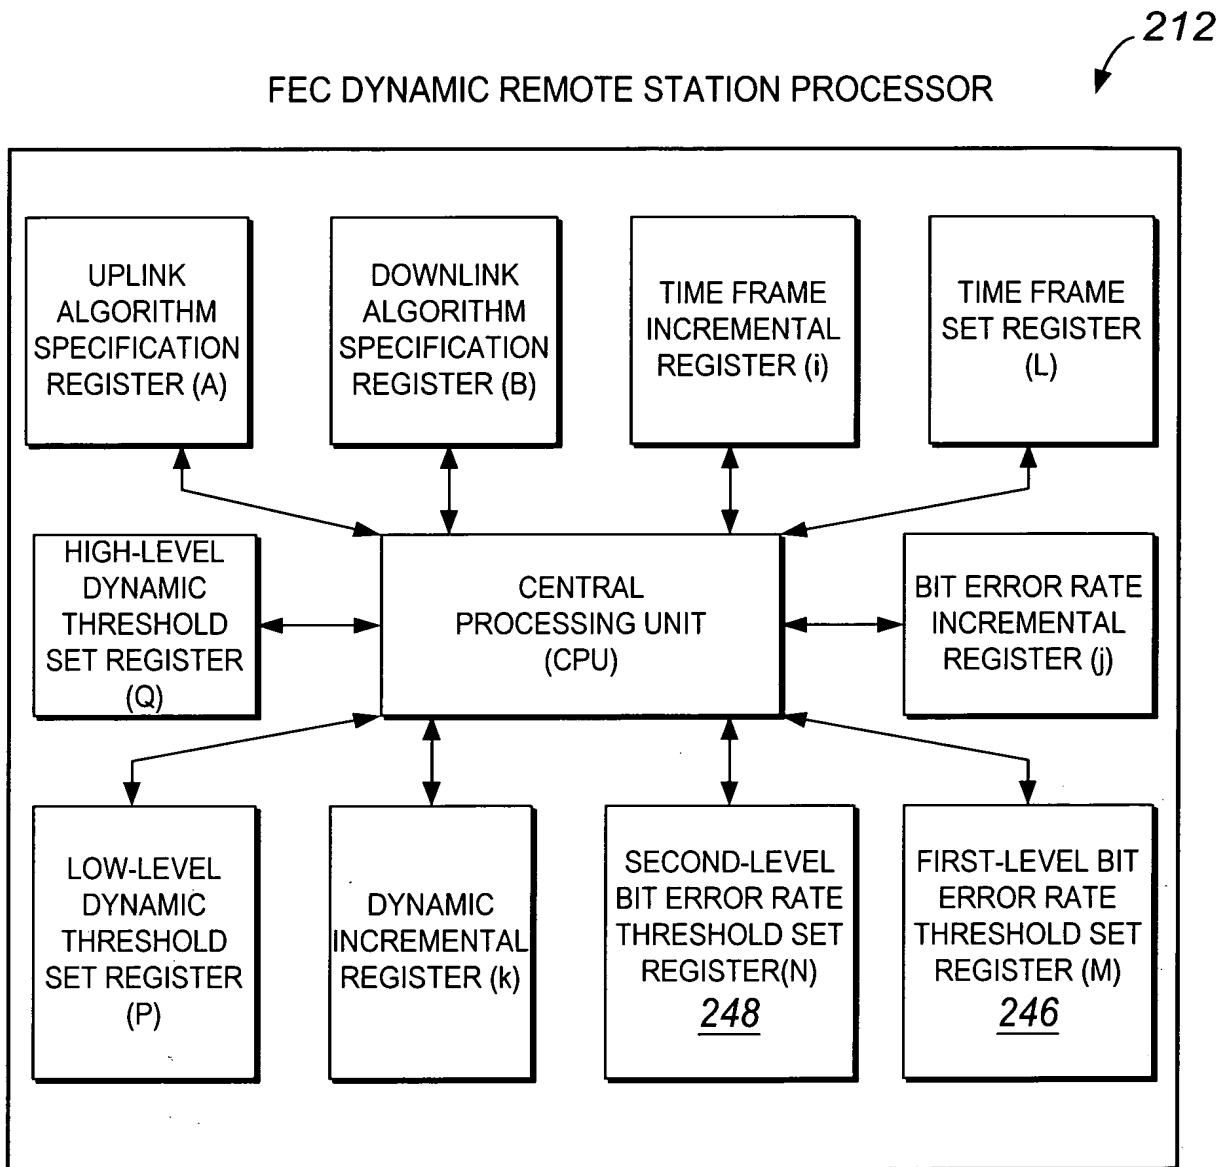 212
FEC DYNAMIC REMOTE STATION PROCESSOR
UPLINK
ALGORITHM
SPECIFICATION
REGISTER (A)
DOWNLINK
ALGORITHM
SPECIFICATION
REGISTER (B)
TIME FRAME
INCREMENTAL
REGISTER (i)
TIME FRAME
SET REGISTER
(L)
HIGH-LEVEL
DYNAMIC
THRESHOLD
SET REGISTER
(Q)
CENTRAL
PROCESSING UNIT
(CPU)
BIT ERROR RATE
INCREMENTAL
REGISTER (j)
LOW-LEVEL
DYNAMIC
THRESHOLD
SET REGISTER
(P)
DYNAMIC
INCREMENTAL
REGISTER (k)
SECOND-LEVEL
BIT ERROR RATE
THRESHOLD SET
REGISTER(N)
248
FIRST-LEVEL BIT
ERROR RATE
THRESHOLD SET
REGISTER (M)
246